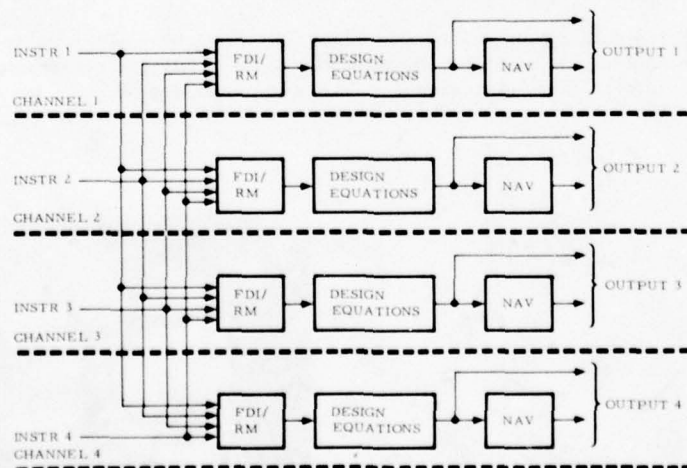 INSTR 1
FDI/
RM
DESIGN
EQUATIONS
NAV
OUTPUT 1
CHANNEL 1
INSTR 2
FDI/
RM
DESIGN
EQUATIONS
NAV
OUTPUT 2
CHANNEL 2
INSTR 3
FDI/
RM
DESIGN
EQUATIONS
NAV
OUTPUT 3
CHANNEL 3
INSTR 4
FDI/
RM
DESIGN
EQUATIONS
NAV
OUTPUT 4
CHANNEL 4